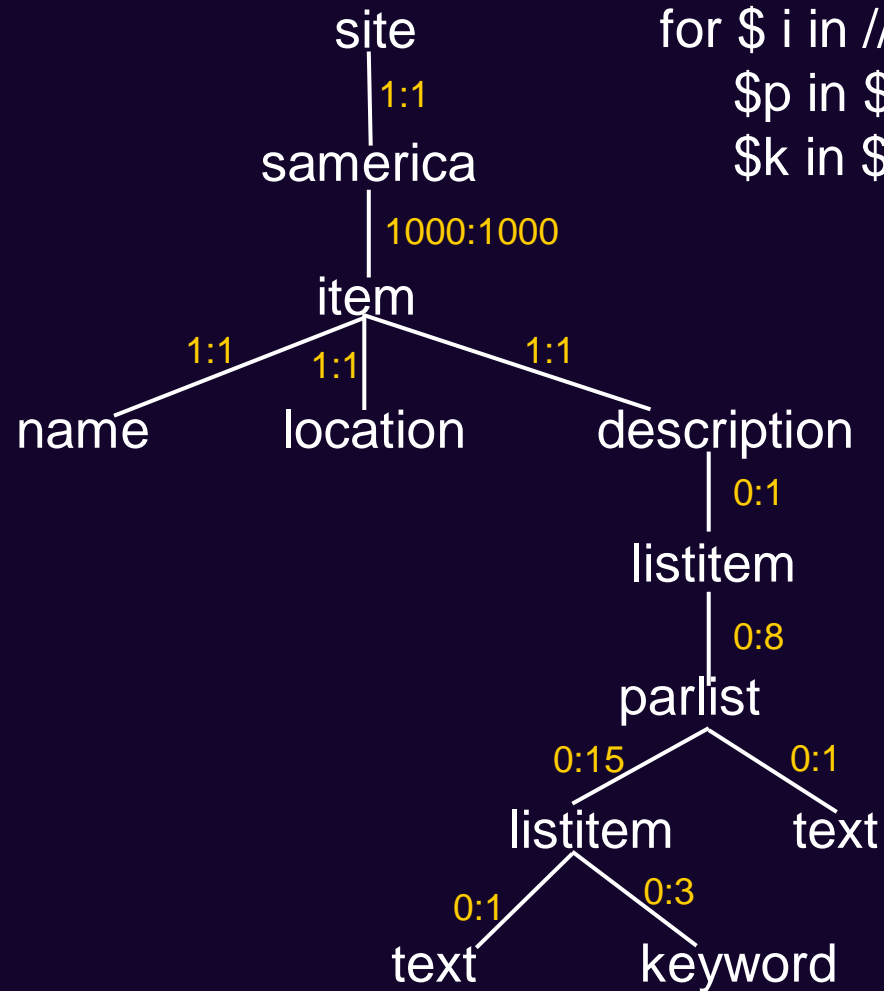 site
for $ i in //
1:1
$p in $
samerica
$k in $
1000:1000
item
1:1
1:1
1:1
name
location
description
0:1
listitem
0:8
parlist
0:15
0:1
listitem
text
0:1
0:3
text
keyword